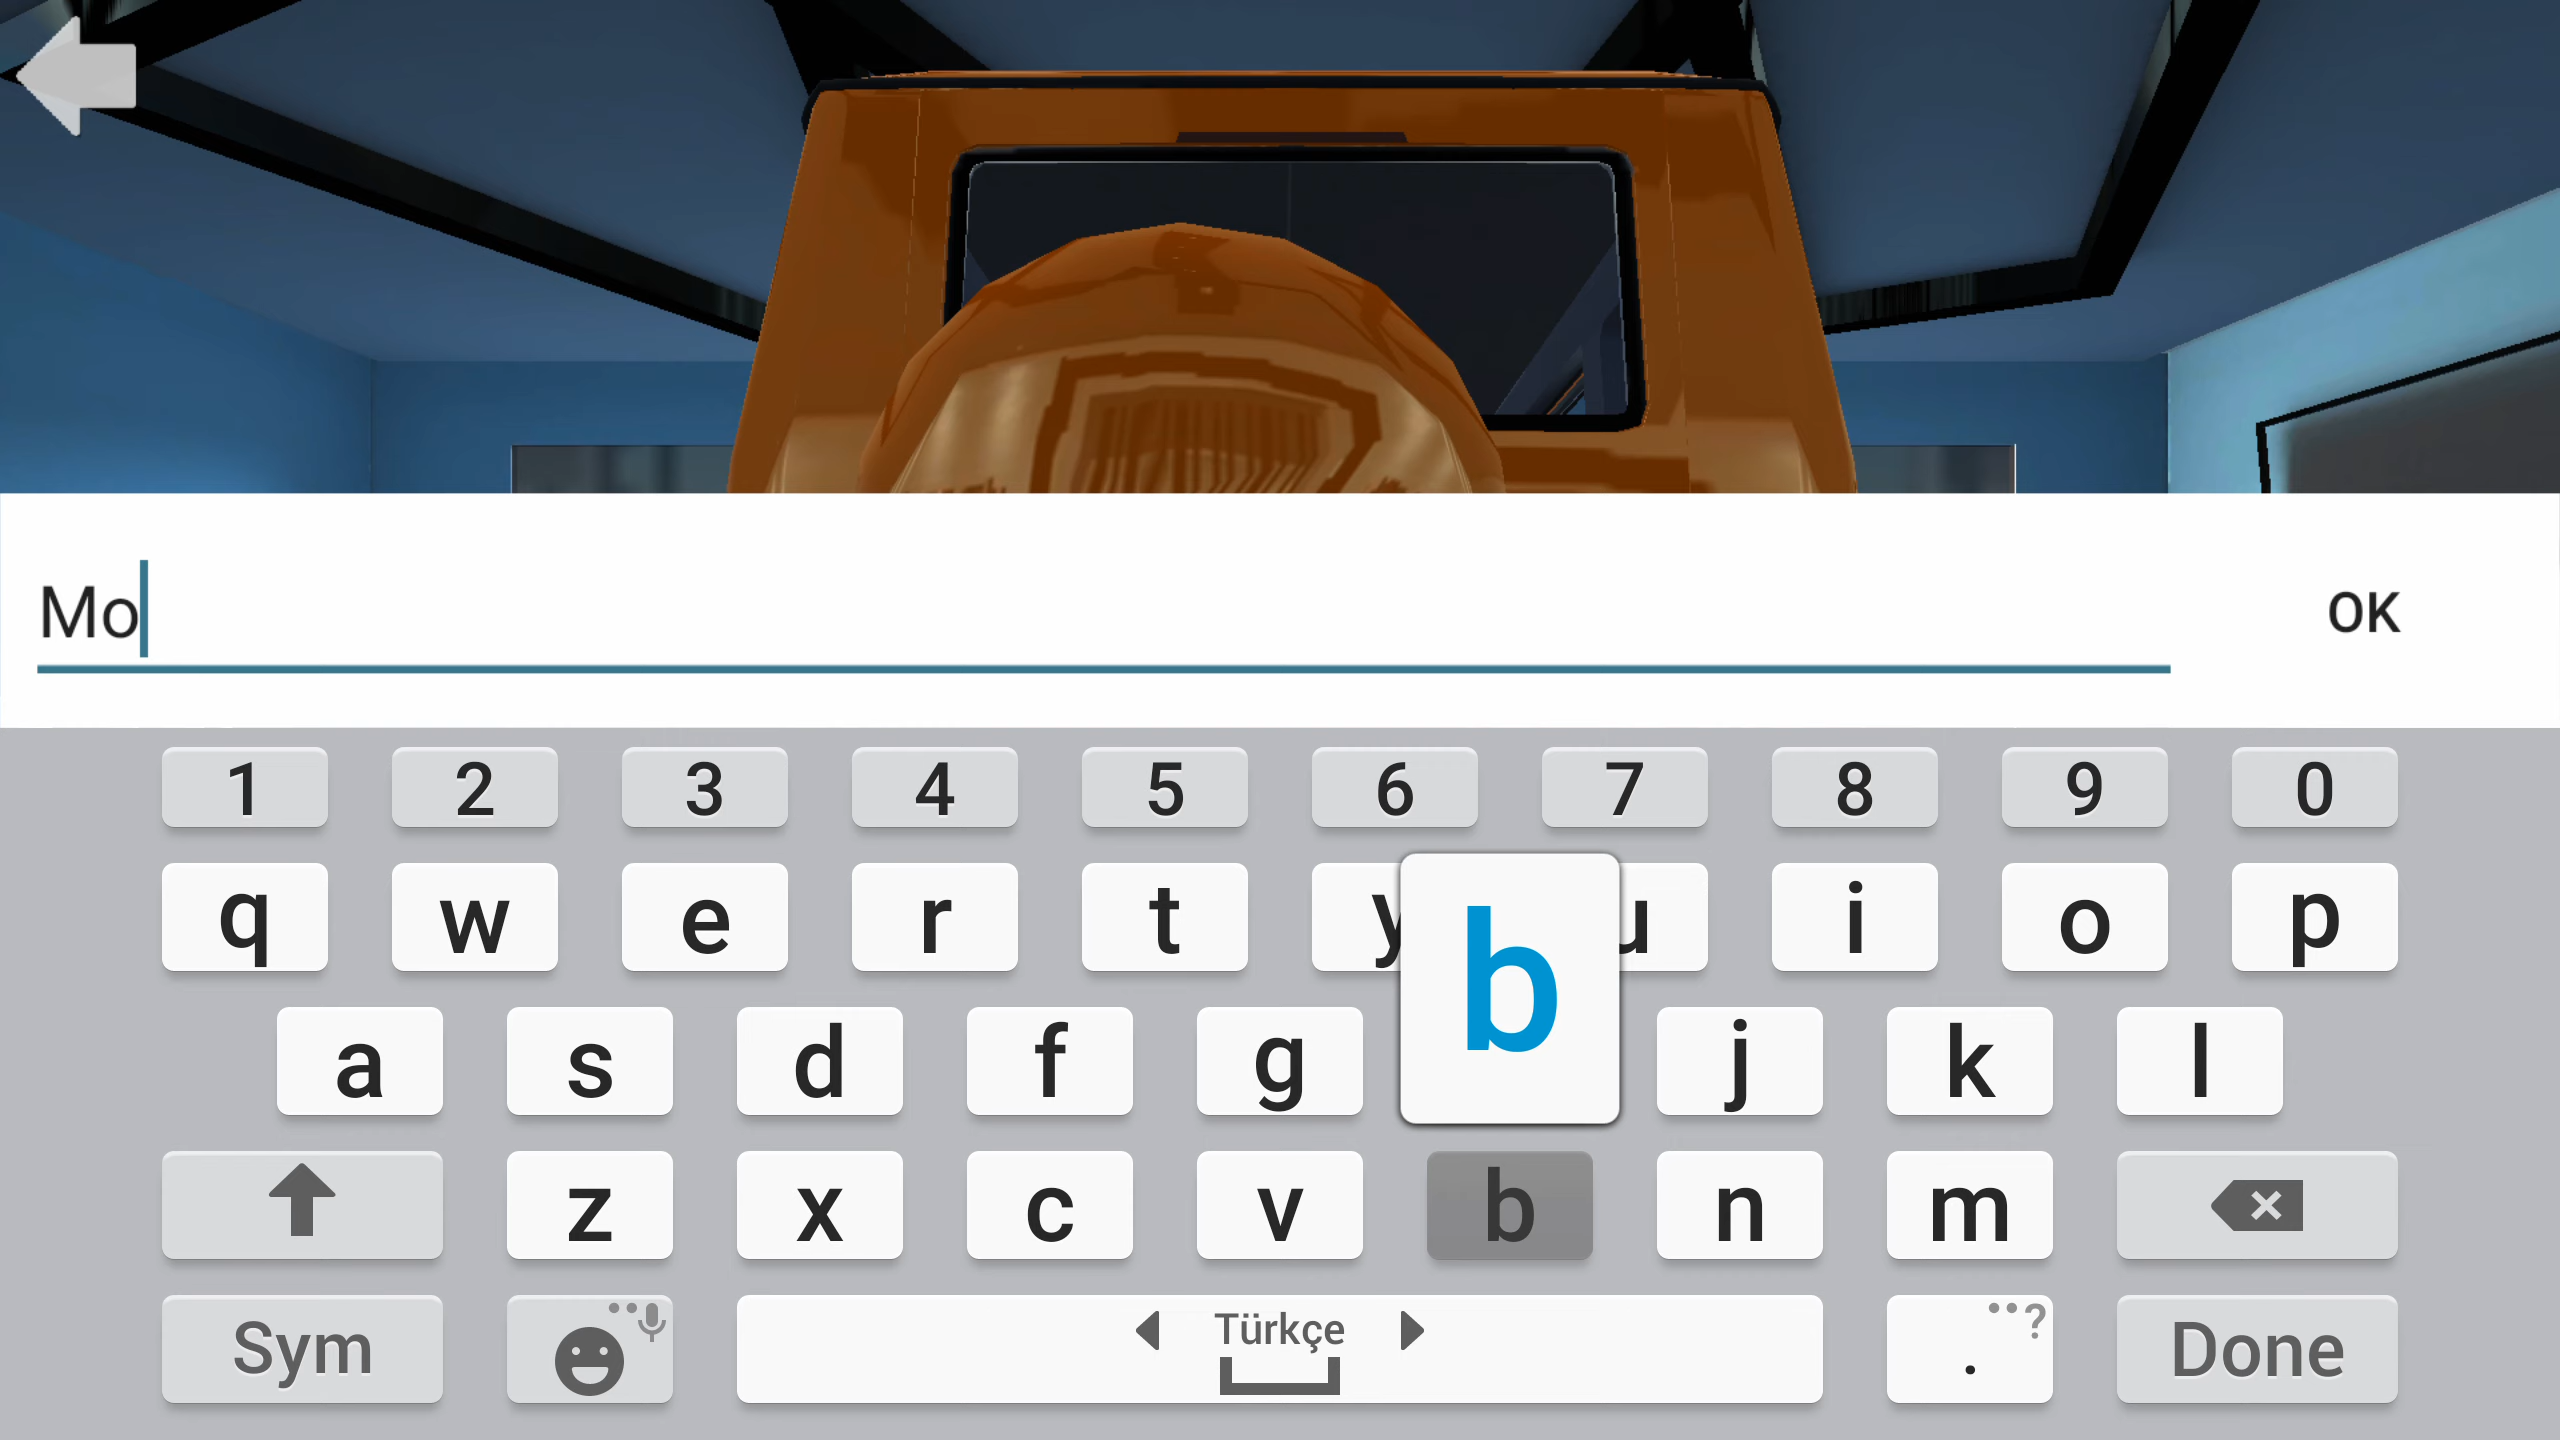 Mo
OK
1 2 3 4 5 6 7 8 9 0
q w e r t y u i o p
b
a s d f g j k l
z x c v b n m
Sym Türkçe . ? Done